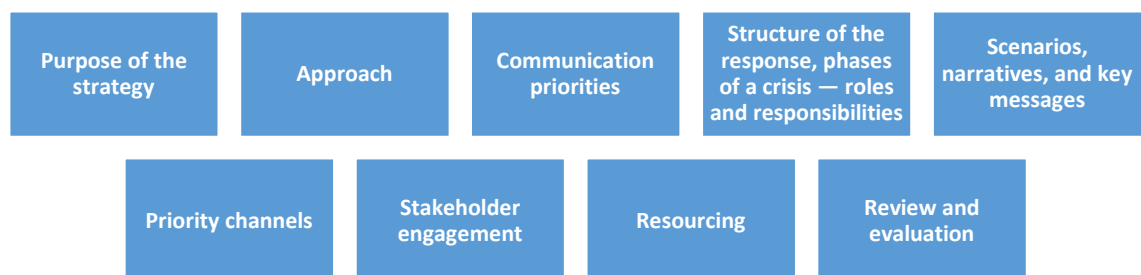 Purpose of the
strategy
Approach
Communication
priorities
Structure of the
response, phases
of a crisis — roles
and responsibilities
Scenarios,
narratives, and key
messages
Priority channels
Stakeholder
engagement
Resourcing
Review and
evaluation